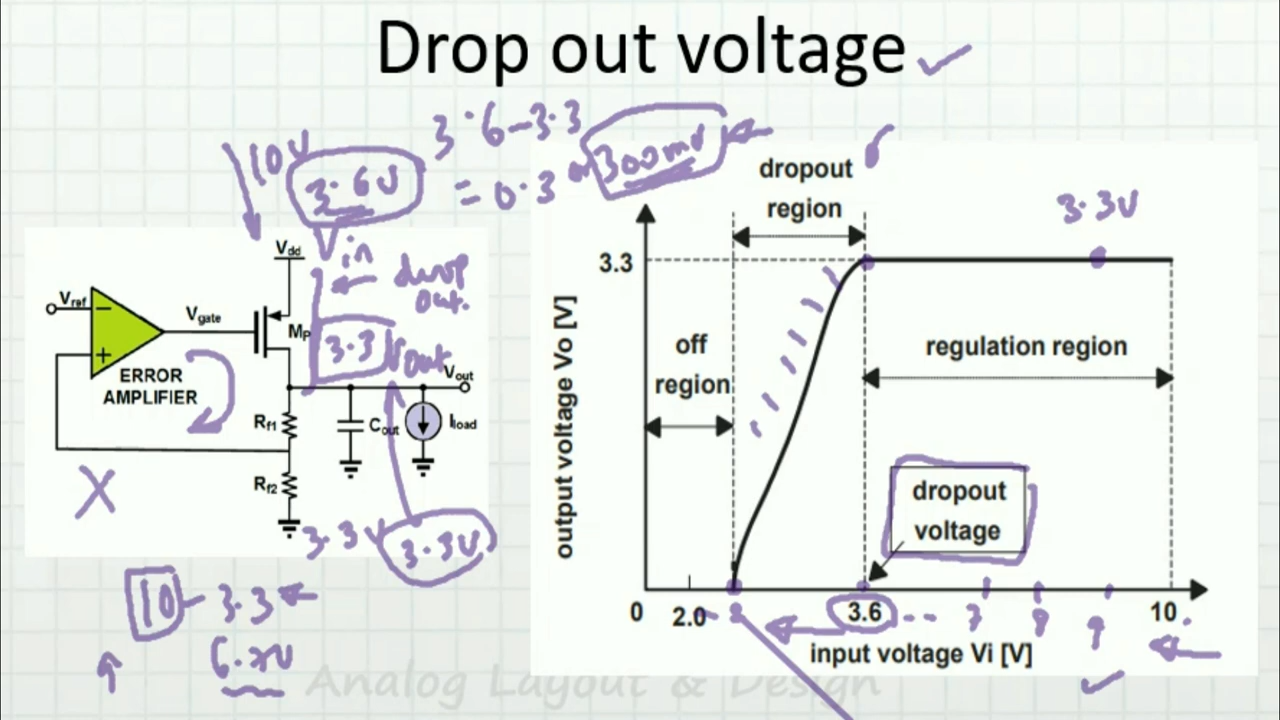 Drop out voltage
3.6-3.3
= 0.3 or 300mV
10V
3.6V
Vin
drop
out.
3.3 Vout
Vdd
Vref
Vgate
MP
ERROR
AMPLIFIER
Vout
Rf1
Cout
Iload
Rf2
X
3.3V
3.3V
10 - 3.3
6.7V
dropout
region
3.3V
3.3
off
region
regulation region
dropout
voltage
output voltage Vo [V]
0 2.0 3.6 7 8 9 10
input voltage Vi [V]
Analog Layout & Design